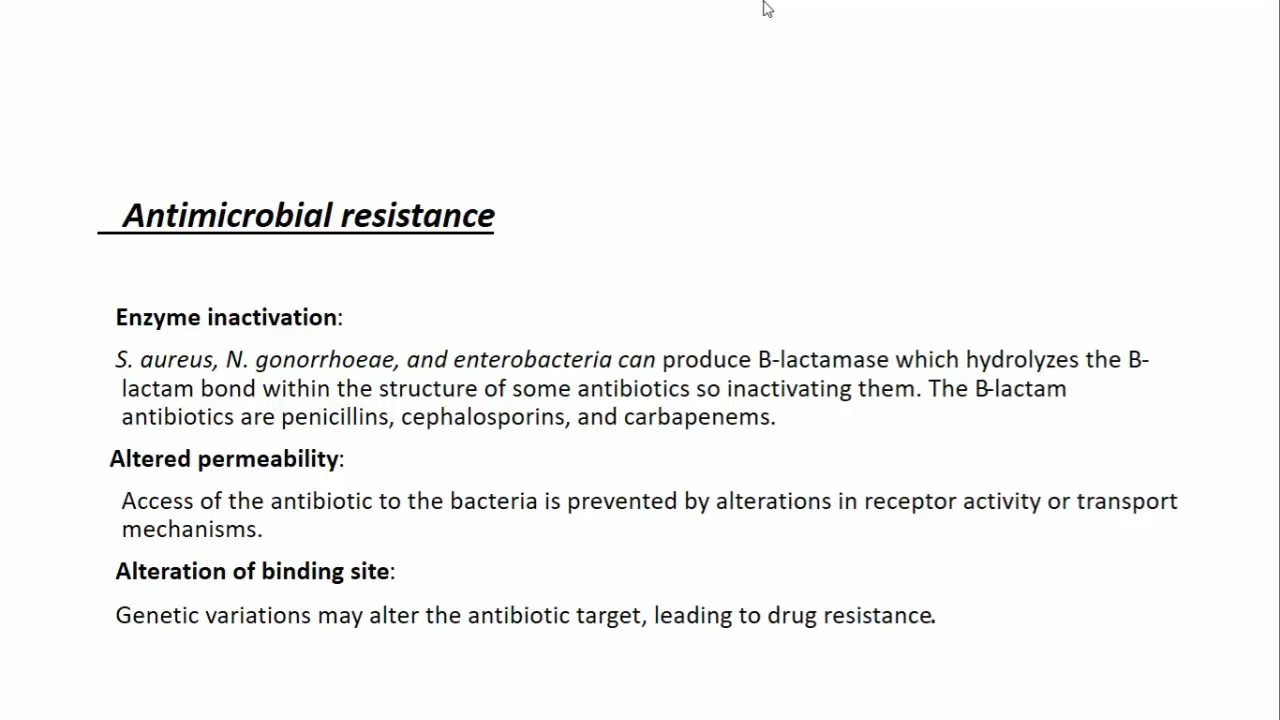 Antimicrobial resistance
Enzyme inactivation:
S. aureus, N. gonorrhoeae, and enterobacteria can produce B-lactamase which hydrolyzes the B-
lactam bond within the structure of some antibiotics so inactivating them. The B-lactam
antibiotics are penicillins, cephalosporins, and carbapenems.
Altered permeability:
Access of the antibiotic to the bacteria is prevented by alterations in receptor activity or transport
mechanisms.
Alteration of binding site:
Genetic variations may alter the antibiotic target, leading to drug resistance.